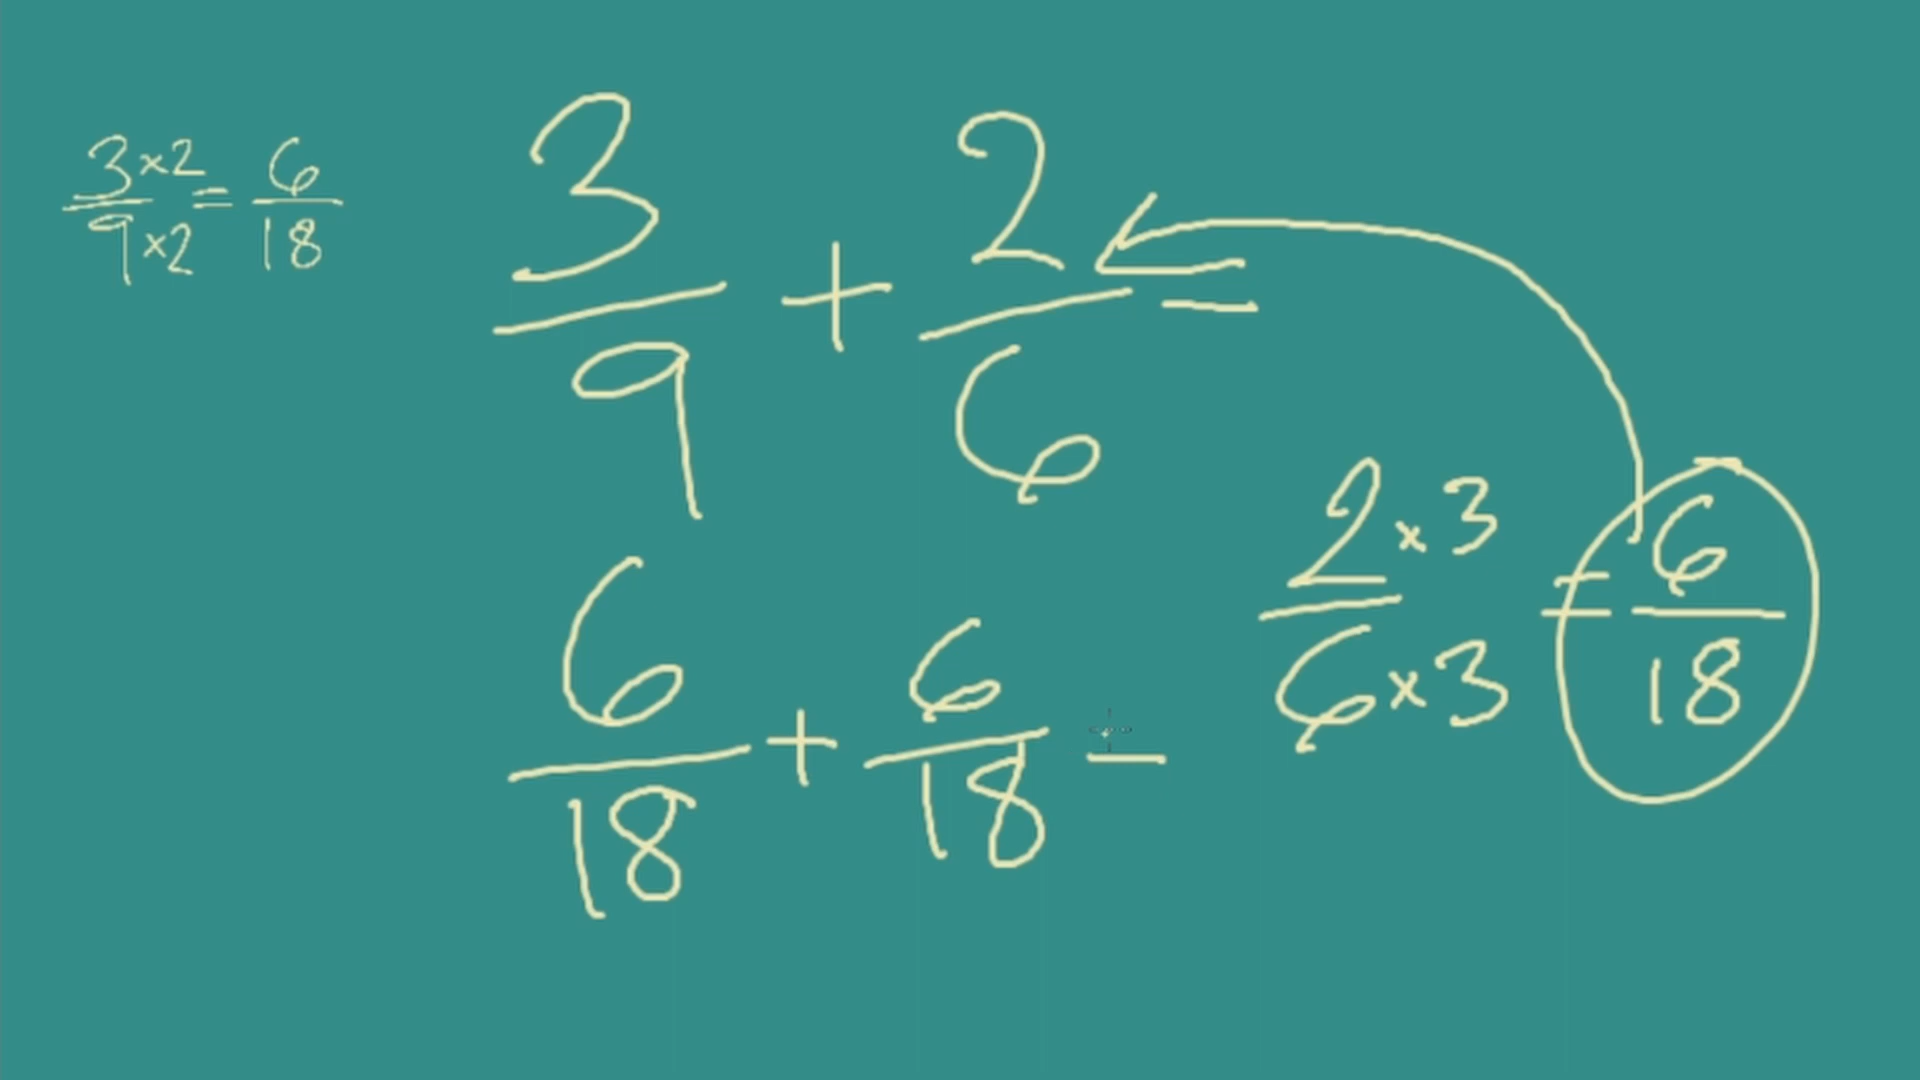 3×2/9×2 = 6/18
3/9 + 2/6 =
2×3/6×3 = 6/18
6/18 + 6/18 =